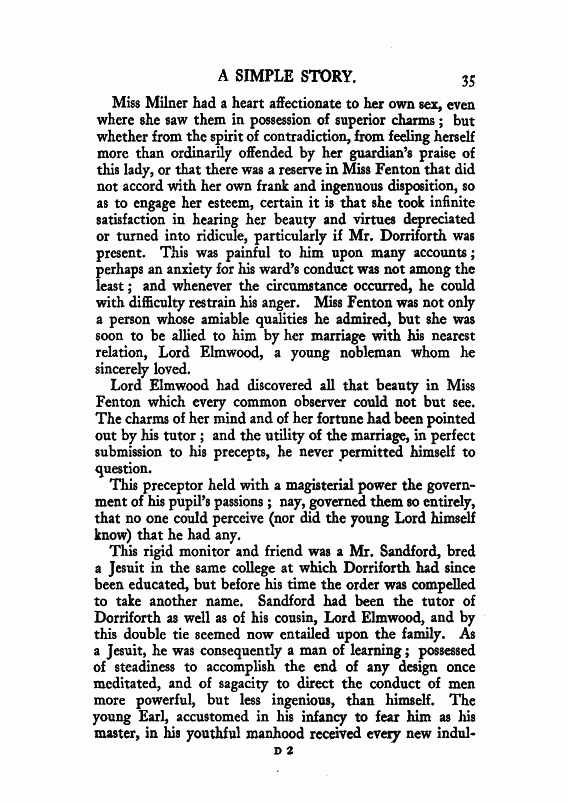 A SIMPLE STORY. 35
Miss Milner had a heart affectionate to her own sex, even
where she saw them in possession of superior charms; but
whether from the spirit of contradiction, from feeling herself
more than ordinarily offended by her guardian's praise of
this lady, or that there was a reserve in Miss Fenton that did
not accord with her own frank and ingenuous disposition, so
as to engage her esteem, certain it is that she took infinite
satisfaction in hearing her beauty and virtues depreciated
or turned into ridicule, particularly if Mr. Dorriforth was
present. This was painful to him upon many accounts;
perhaps an anxiety for his ward's conduct was not among the
least; and whenever the circumstance occurred, he could
with difficulty restrain his anger. Miss Fenton was not only
a person whose amiable qualities he admired, but she was
soon to be allied to him by her marriage with his nearest
relation, Lord Elmwood, a young nobleman whom he
sincerely loved.
Lord Elmwood had discovered all that beauty in Miss
Fenton which every common observer could not but see.
The charms of her mind and of her fortune had been pointed
out by his tutor; and the utility of the marriage, in perfect
submission to his precepts, he never permitted himself to
question.
This preceptor held with a magisterial power the govern-
ment of his pupil's passions; nay, governed them so entirely,
that no one could perceive (nor did the young Lord himself
know) that he had any.
This rigid monitor and friend was a Mr. Sandford, bred
a Jesuit in the same college at which Dorriforth had since
been educated, but before his time the order was compelled
to take another name. Sandford had been the tutor of
Dorriforth as well as of his cousin, Lord Elmwood, and by
this double tie seemed now entailed upon the family. As
a Jesuit, he was consequently a man of learning; possessed
of steadiness to accomplish the end of any design once
meditated, and of sagacity to direct the conduct of men
more powerful, but less ingenious, than himself. The
young Earl, accustomed in his infancy to fear him as his
master, in his youthful manhood received every new indul-
D 2